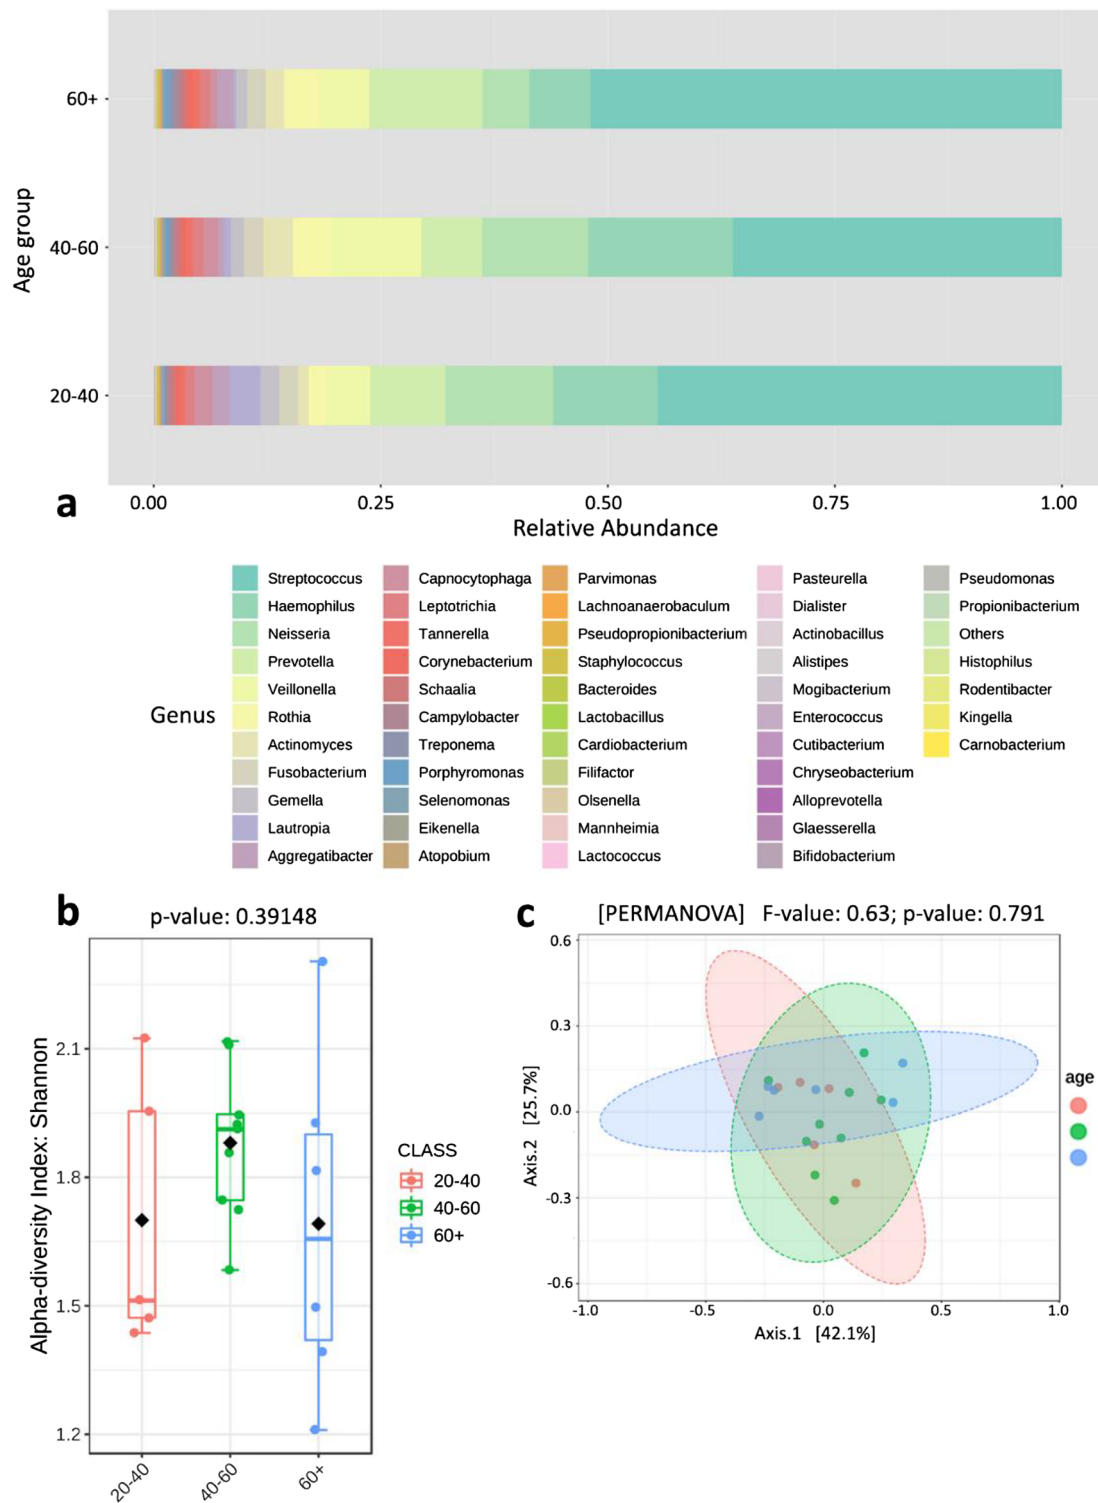 60+
40-60
20-40
Age group
0.00 0.25 0.50 0.75 1.00
a
Relative Abundance
Genus
Streptococcus
Haemophilus
Neisseria
Prevotella
Veillonella
Rothia
Actinomyces
Fusobacterium
Gemella
Lautropia
Aggregatibacter
Capnocytophaga
Leptotrichia
Tannerella
Corynebacterium
Schaalia
Campylobacter
Treponema
Porphyromonas
Selenomonas
Eikenella
Atopobium
Parvimonas
Lachnoanaerobaculum
Pseudopropionibacterium
Staphylococcus
Bacteroides
Lactobacillus
Cardiobacterium
Filifactor
Olsenella
Mannheimia
Lactococcus
Pasteurella
Dialister
Actinobacillus
Alistipes
Mogibacterium
Enterococcus
Cutibacterium
Chryseobacterium
Alloprevotella
Glaesserella
Bifidobacterium
Pseudomonas
Propionibacterium
Others
Histophilus
Rodentibacter
Kingella
Carnobacterium
b
p-value: 0.39148
Alpha-diversity Index: Shannon
2.1
1.8
1.5
1.2
20-40
40-60
60+
CLASS
20-40
40-60
60+
c
[PERMANOVA] F-value: 0.63; p-value: 0.791
Axis.2 [25.7%]
0.6
0.3
0.0
-0.3
-0.6
-1.0 -0.5 0.0 0.5 1.0
Axis.1 [42.1%]
age